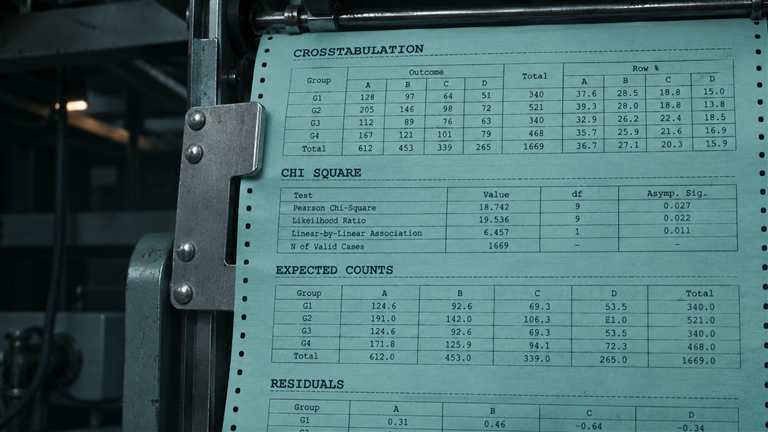 CROSSTABULATION
Group Outcome Total Row %
A B C D A B C D
G1 128 97 64 51 340 37.6 28.5 18.8 15.0
G2 205 146 98 72 521 39.3 28.0 18.8 13.8
G3 112 89 76 63 340 32.9 26.2 22.4 18.5
G4 167 121 101 79 468 35.7 25.9 21.6 16.9
Total 612 453 339 265 1669 36.7 27.1 20.3 15.9
CHI SQUARE
Test Value df Asymp. Sig.
Pearson Chi-Square 18.742 9 0.027
Likelihood Ratio 19.536 9 0.022
Linear-by-Linear Association 6.457 1 0.011
N of Valid Cases 1669 – –
EXPECTED COUNTS
Group A B C D Total
G1 124.6 92.6 69.3 53.5 340.0
G2 191.0 142.0 106.3 81.0 521.0
G3 124.6 92.6 69.3 53.5 340.0
G4 171.8 125.9 94.1 72.3 468.0
Total 612.0 453.0 339.0 265.0 1669.0
RESIDUALS
Group A B C D
G1 0.31 0.46 -0.64 -0.34